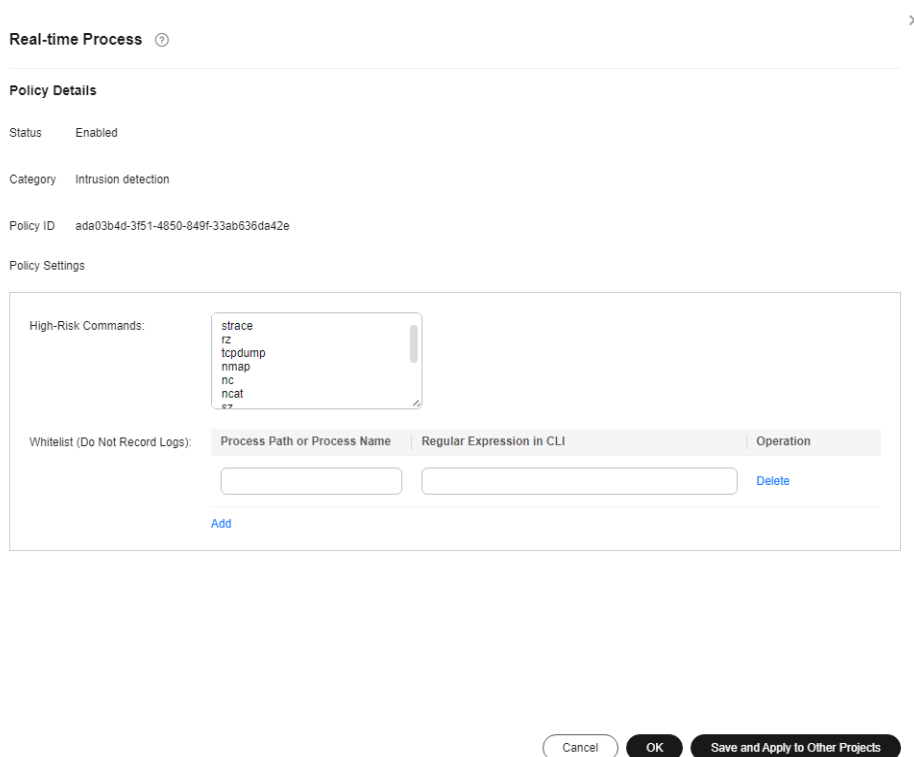 Real-time Process ?
Policy Details
Status Enabled
Category Intrusion detection
Policy ID ada03b4d-3f51-4850-849f-33ab636da42e
Policy Settings
High-Risk Commands:
strace
rz
tcpdump
nmap
nc
ncat
sz
Whitelist (Do Not Record Logs):
Process Path or Process Name Regular Expression in CLI Operation
Delete
Add
Cancel OK Save and Apply to Other Projects